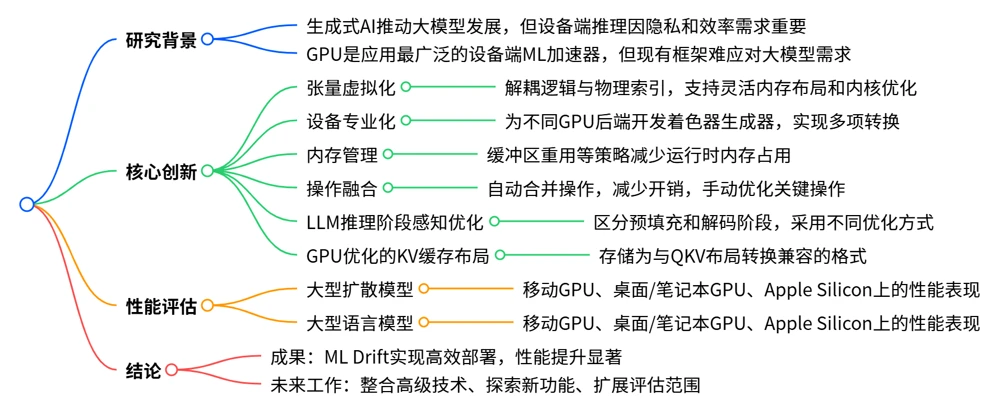 研究背景
生成式AI推动大模型发展，但设备端推理因隐私和效率需求重要
GPU是应用最广泛的设备端ML加速器，但现有框架难应对大模型需求
核心创新
张量虚拟化
解耦逻辑与物理索引，支持灵活内存布局和内核优化
设备专业化
为不同GPU后端开发着色器生成器，实现多项转换
内存管理
缓冲区重用等策略减少运行时内存占用
操作融合
自动合并操作，减少开销，手动优化关键操作
LLM推理阶段感知优化
区分预填充和解码阶段，采用不同优化方式
GPU优化的KV缓存布局
存储为与QKV布局转换兼容的格式
性能评估
大型扩散模型
移动GPU、桌面/笔记本GPU、Apple Silicon上的性能表现
大型语言模型
移动GPU、桌面/笔记本GPU、Apple Silicon上的性能表现
结论
成果：ML Drift实现高效部署，性能提升显著
未来工作：整合高级技术、探索新功能、扩展评估范围